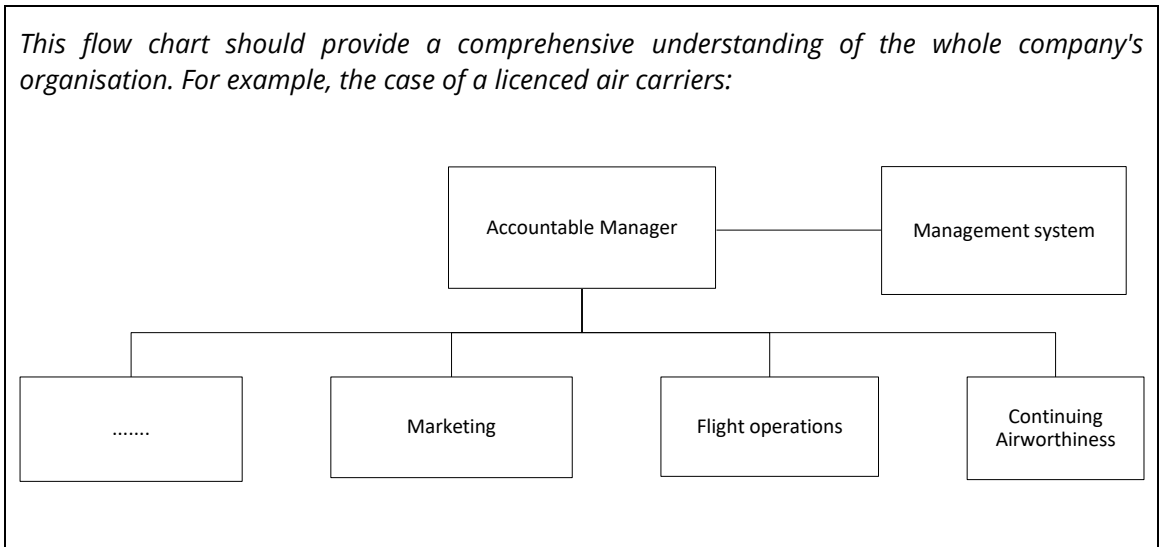 This flow chart should provide a comprehensive understanding of the whole company's
organisation. For example, the case of a licenced air carriers:
Accountable Manager
Management system
.......
Marketing
Flight operations
Continuing
Airworthiness